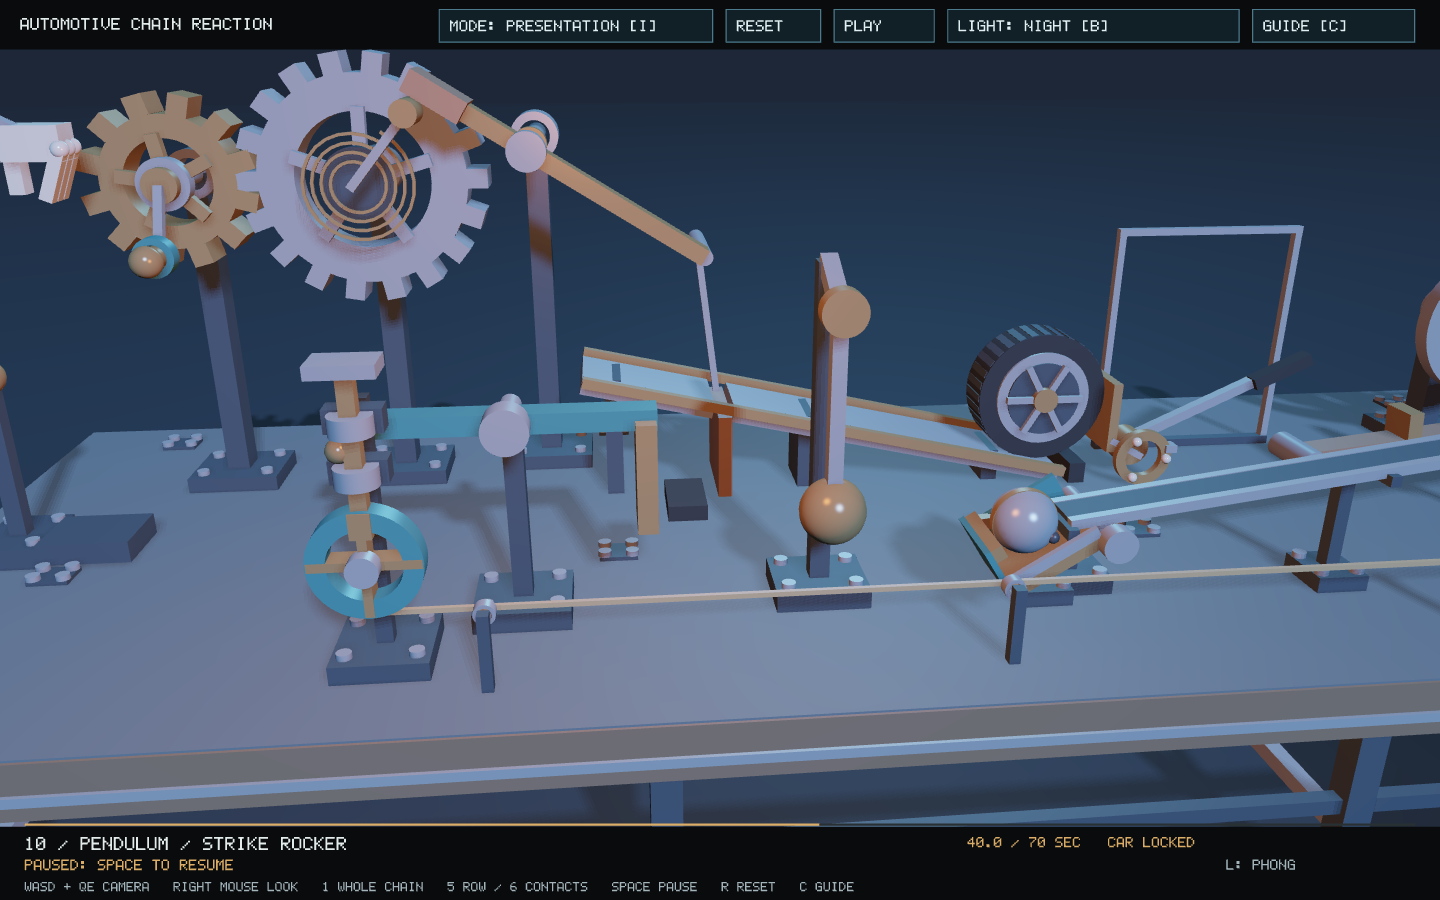 AUTOMOTIVE CHAIN REACTION
MODE: PRESENTATION [I]
RESET
PLAY
LIGHT: NIGHT [B]
GUIDE [C]
10 / PENDULUM / STRIKE ROCKER
40.0 / 70 SEC CAR LOCKED
PAUSED: SPACE TO RESUME
L: PHONG
WASD + QE CAMERA RIGHT MOUSE LOOK 1 WHOLE CHAIN 5 ROW / 6 CONTACTS SPACE PAUSE R RESET C GUIDE